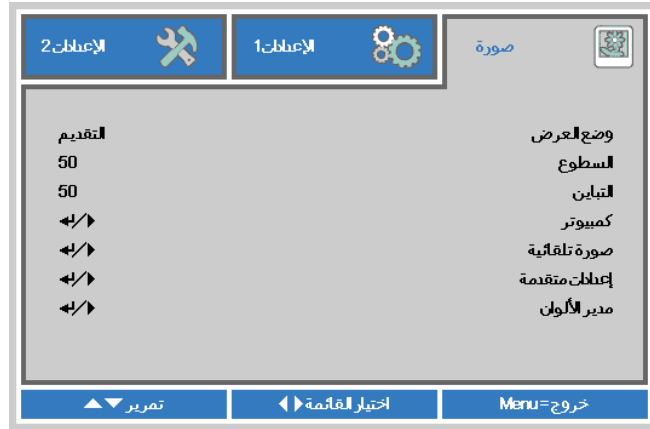 صورة
الإعدادات1
الإعدادات2
وضع العرض التقديم
السطوع 50
التباين 50
كمبيوتر ↵/▶
صورة تلقائية ↵/▶
إعدادات متقدمة ↵/▶
مدير الألوان ↵/▶
خروج=Menu
اختيار القائمة ◀▶
تمرير ▼▲